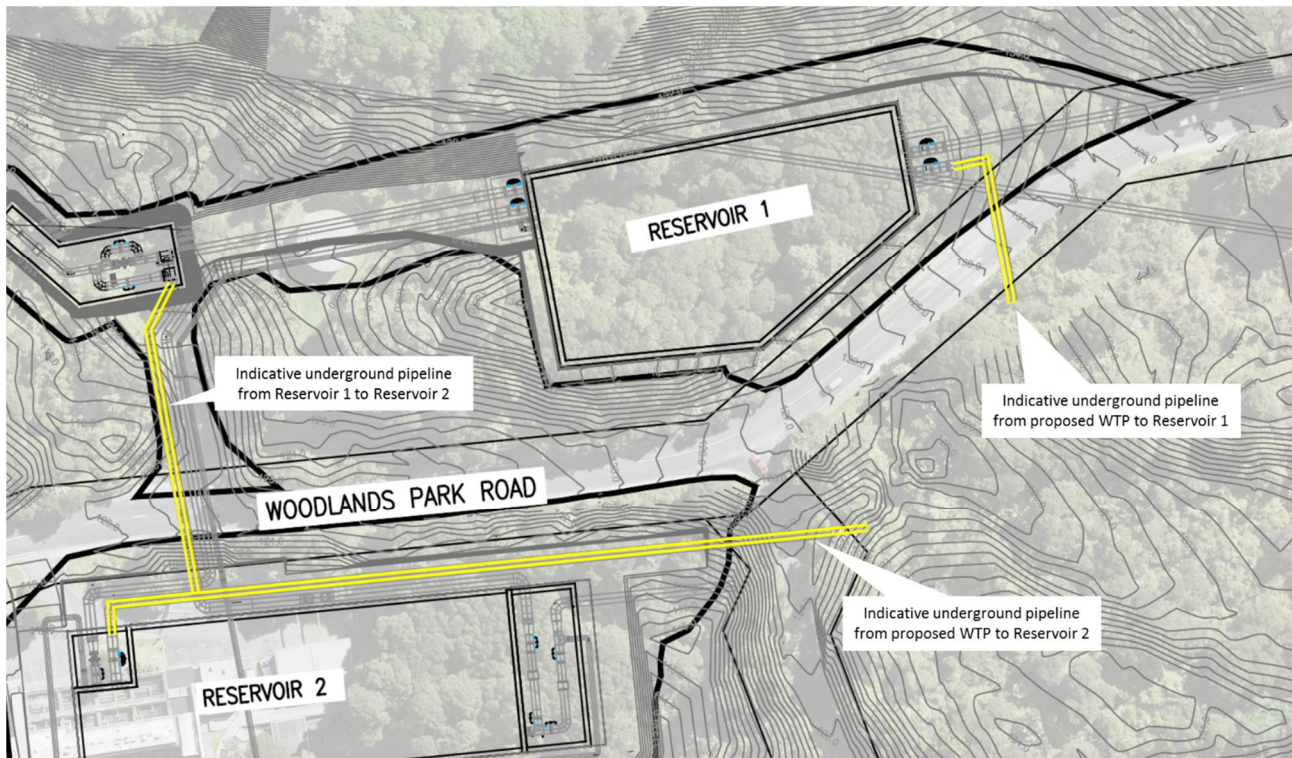 RESERVOIR 1
Indicative underground pipeline
from Reservoir 1 to Reservoir 2
Indicative underground pipeline
from proposed WTP to Reservoir 1
WOODLANDS PARK ROAD
Indicative underground pipeline
from proposed WTP to Reservoir 2
RESERVOIR 2